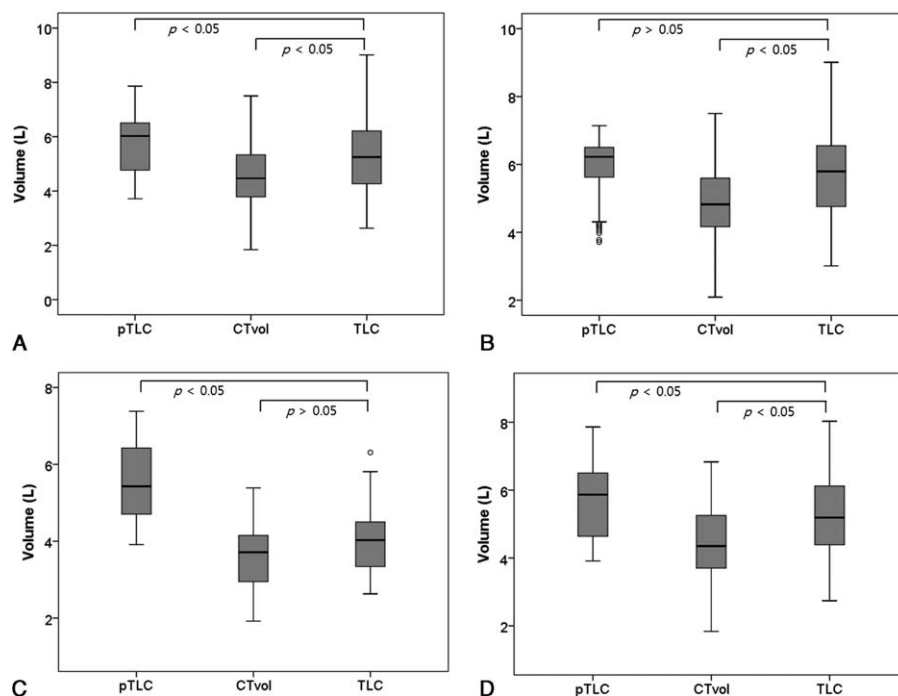 10
8
6
4
2
0
Volume (L)
p < 0.05
p < 0.05
pTLC CTvol TLC
A
10
8
6
4
2
Volume (L)
p > 0.05
p < 0.05
pTLC CTvol TLC
B
8
6
4
2
Volume (L)
p < 0.05
p > 0.05
pTLC CTvol TLC
C
8
6
4
2
Volume (L)
p < 0.05
p < 0.05
pTLC CTvol TLC
D